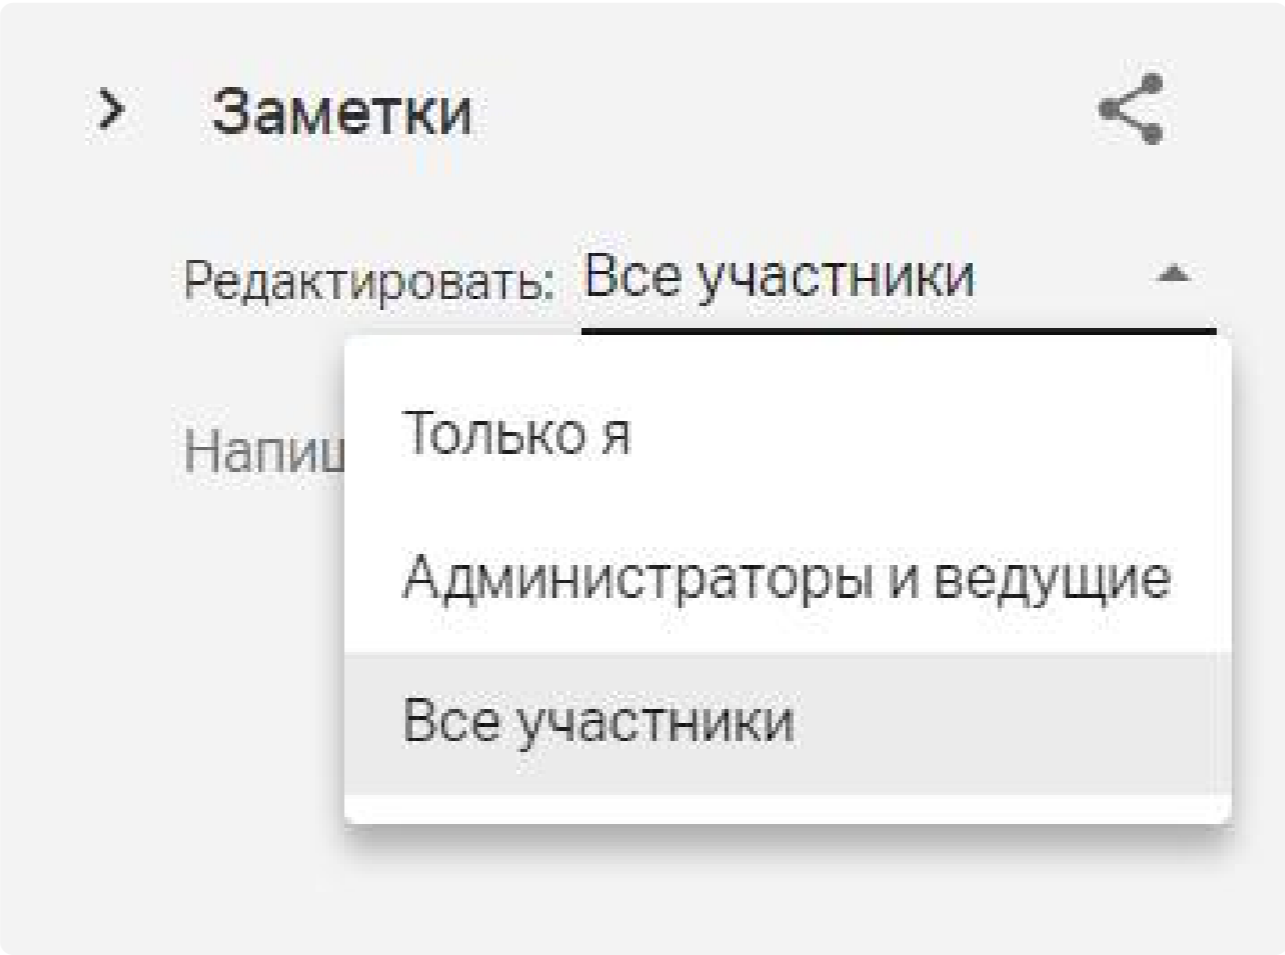 Заметки
Редактировать: Все участники
Только я
Администраторы и ведущие
Все участники